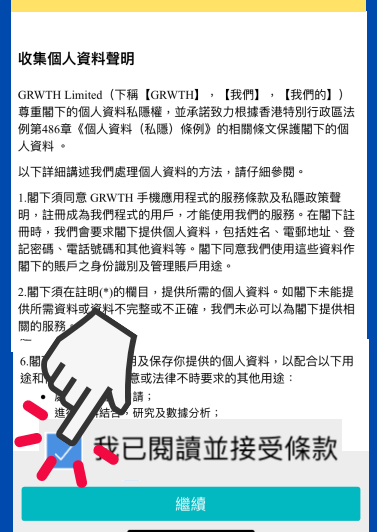 收集個人資料聲明
GRWTH Limited（下稱【GRWTH】，【我們】，【我們的】）
尊重閣下的個人資料私隱權，並承諾致力根據香港特別行政區法
例第486章《個人資料（私隱）條例》的相關條文保護閣下的個
人資料 。
以下詳細講述我們處理個人資料的方法，請仔細參閱。
1.閣下須同意 GRWTH 手機應用程式的服務條款及私隱政策聲
明，註冊成為我們程式的用戶，才能使用我們的服務。在閣下註
冊時，我們會要求閣下提供個人資料，包括姓名、電郵地址、登
記密碼、電話號碼和其他資料等。閣下同意我們使用這些資料作
閣下的賬戶之身份識別及管理賬戶用途。
2.閣下須在註明(*)的欄目，提供所需的個人資料。如閣下未能提
供所需資料或資料不完整或不正確，我們未必可以為閣下提供相
關的服務。
6.閣 用及保存你提供的個人資料，以配合以下用
途和 意或法律不時要求的其他用途：
請；
進 結合，研究及數據分析；
我已閱讀並接受條款
繼續